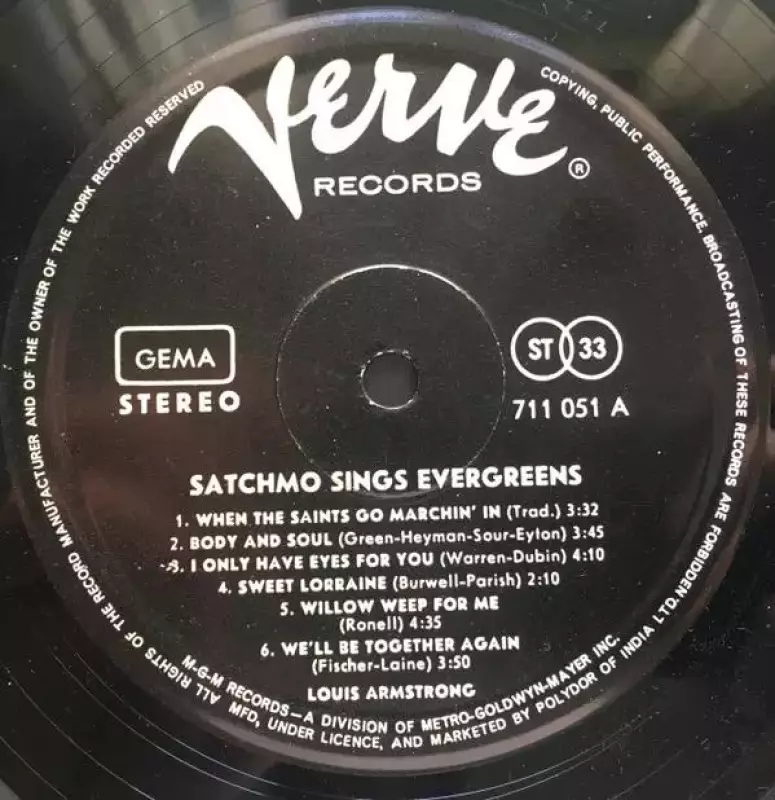 Verve
RECORDS ®
GEMA
STEREO
ST 33
711 051 A
SATCHMO SINGS EVERGREENS
1. WHEN THE SAINTS GO MARCHIN' IN (Trad.) 3:32
2. BODY AND SOUL (Green-Heyman-Sour-Eyton) 3:45
3. I ONLY HAVE EYES FOR YOU (Warren-Dubin) 4:10
4. SWEET LORRAINE (Burwell-Parish) 2:10
5. WILLOW WEEP FOR ME
(Ronell) 4:35
6. WE'LL BE TOGETHER AGAIN
(Fischer-Laine) 3:50
LOUIS ARMSTRONG
M-G-M RECORDS—A DIVISION OF METRO-GOLDWYN-MAYER INC.
MFD, UNDER LICENCE, AND MARKETED BY POLYDOR OF INDIA LTD.
ALL RIGHTS OF THE RECORD MANUFACTURER AND OF THE OWNER OF THE WORK RECORDED RESERVED
COPYING, PUBLIC PERFORMANCE, BROADCASTING OF THESE RECORDS ARE FORBIDDEN